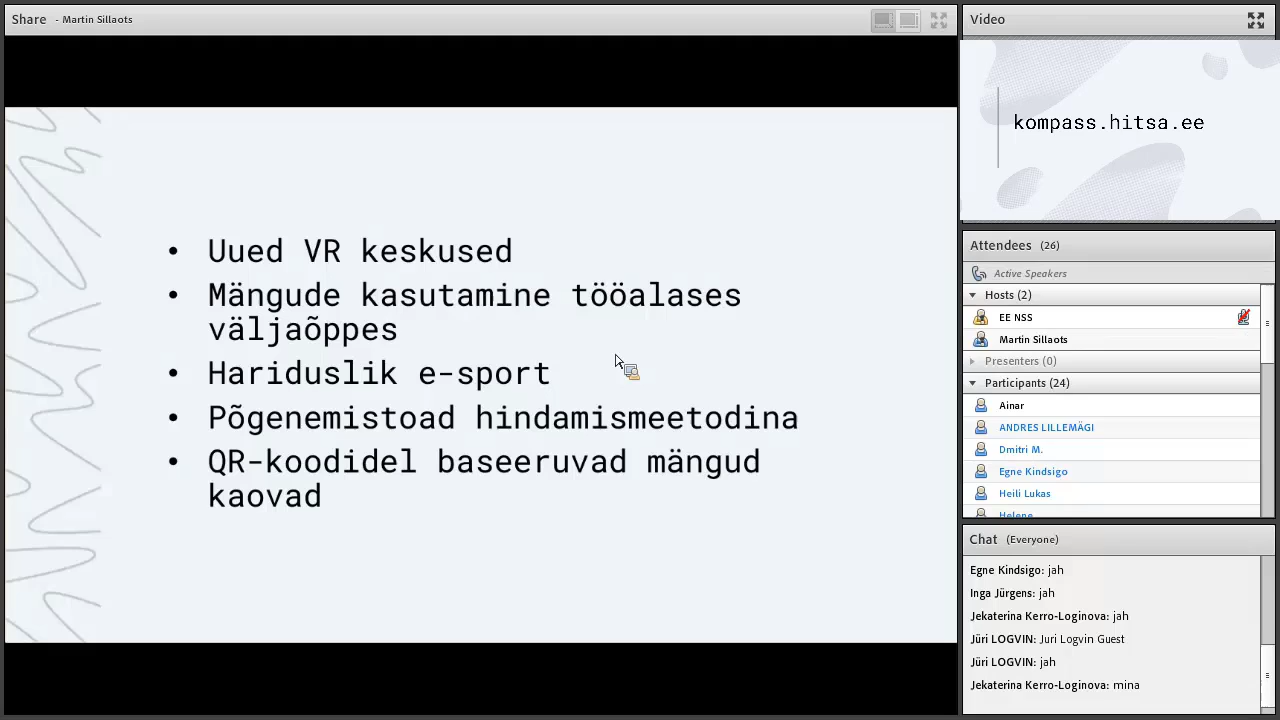 Share - Martin Sillaots
• Uued VR keskused
• Mängude kasutamine tööalases
väljaõppes
• Hariduslik e-sport
• Põgenemistoad hindamismeetodina
• QR-koodidel baseeruvad mängud
kaovad
Video
kompass.hitsa.ee
Attendees (26)
Active Speakers
Hosts (2)
EE NSS
Martin Sillaots
Presenters (0)
Participants (24)
Ainar
ANDRES LILLEMÄGI
Dmitri M.
Egne Kindsigo
Heili Lukas
Helene
Chat (Everyone)
Egne Kindsigo: jah
Inga Jürgens: jah
Jekaterina Kerro-Loginova: jah
Jüri LOGVIN: Juri Logvin Guest
Jüri LOGVIN: jah
Jekaterina Kerro-Loginova: mina